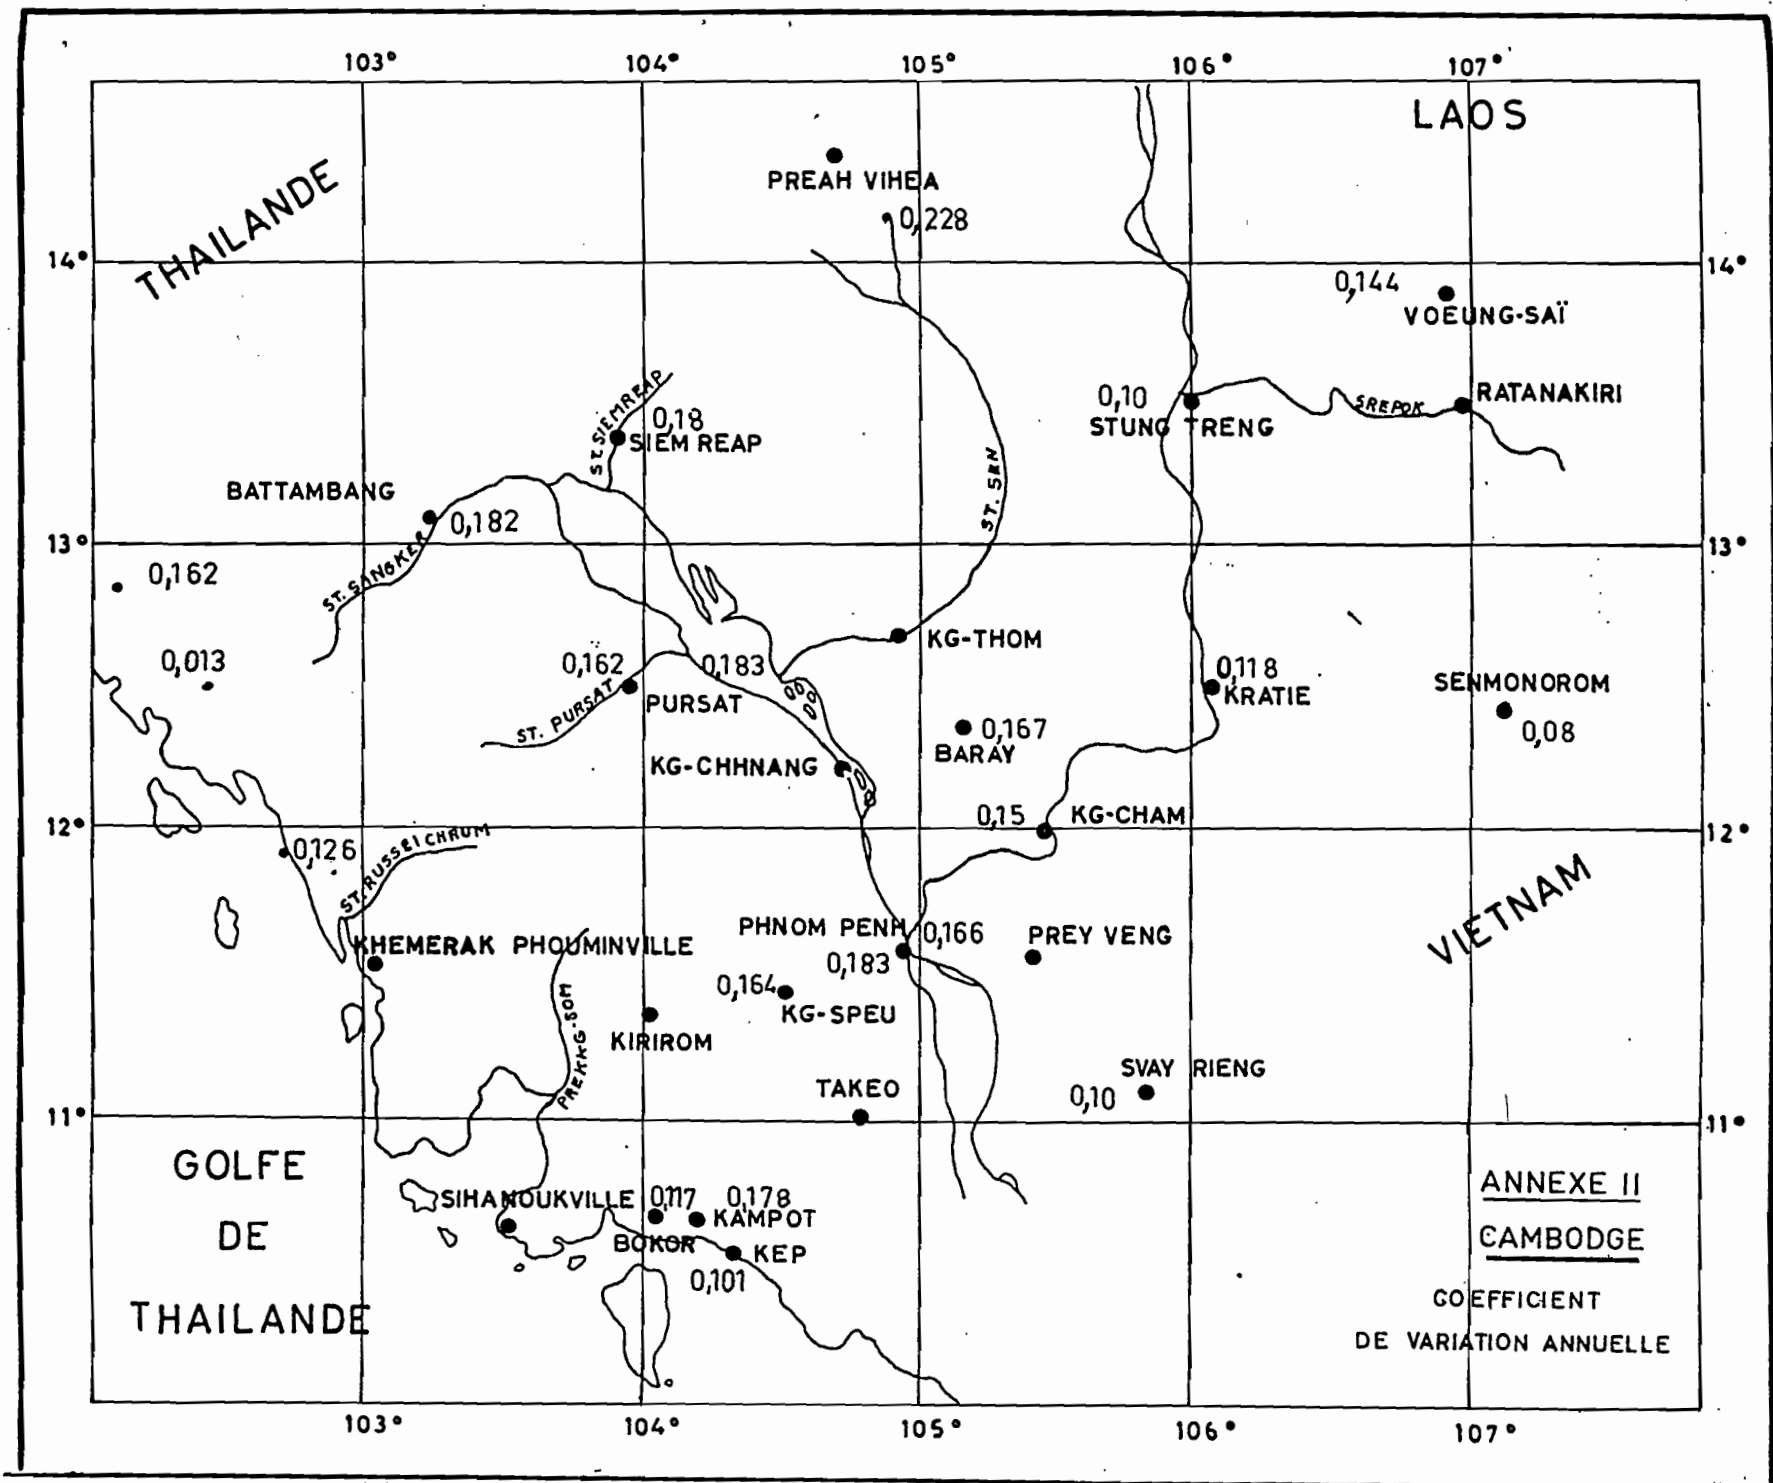 103° 104° 105° 106° 107°
LAOS
THAILANDE
PREAH VIHEA
0,228
14° 14°
0,144
VOEUNG-SAÏ
ST. SIEMREAP
0,18
SIEM REAP
0,10
STUNG TRENG
SREPOK
RATANAKIRI
BATTAMBANG
0,182
ST. SEN
13° 13°
ST. SANGKER
0,162
0,013
KG-THOM
0,162
0,183
ST. PURSAT
PURSAT
0,118
KRATIE
SENMONOROM
0,08
0,167
BARAY
KG-CHHNANG
0,15
KG-CHAM
12° 12°
0,126
ST. RUSSEICHRUM
VIETNAM
KHEMERAK PHOUMINVILLE
PHNOM PENH
0,166
0,183
PREY VENG
0,164
KG-SPEU
PREKKG-SOM
KIRIROM
TAKEO
SVAY RIENG
0,10
11° 11°
GOLFE
DE
THAILANDE
SIHANOUKVILLE
0,117
0,178
KAMPOT
BOKOR
KEP
0,101
ANNEXE II
CAMBODGE
COEFFICIENT
DE VARIATION ANNUELLE
103° 104° 105° 106° 107°